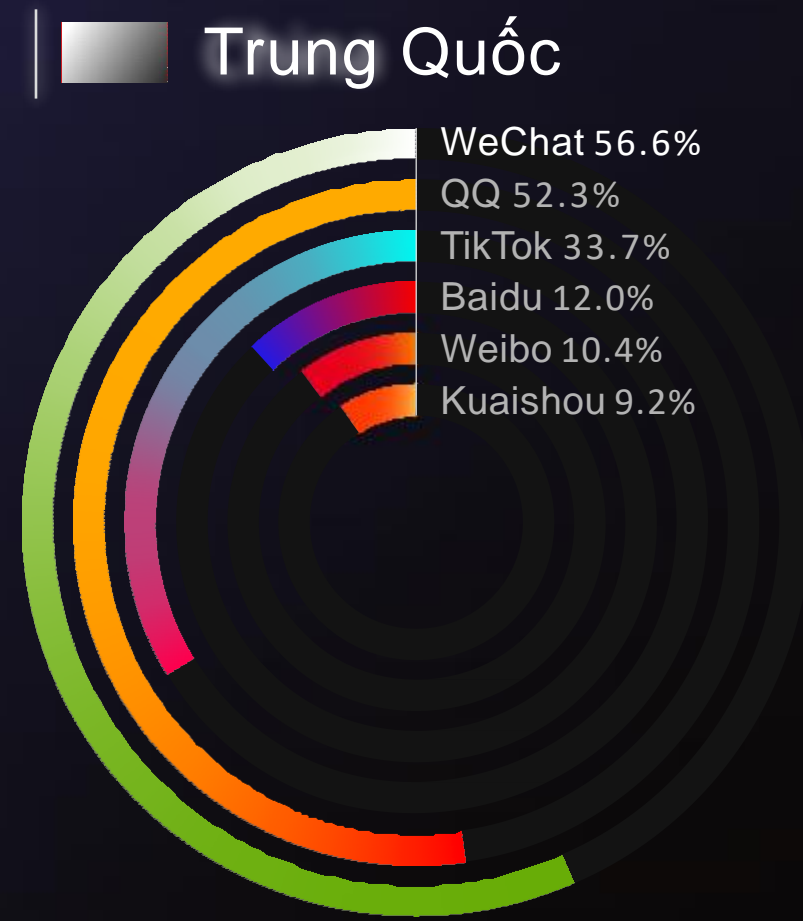 Trung Quốc
WeChat 56.6%
QQ 52.3%
TikTok 33.7%
Baidu 12.0%
Weibo 10.4%
Kuaishou 9.2%